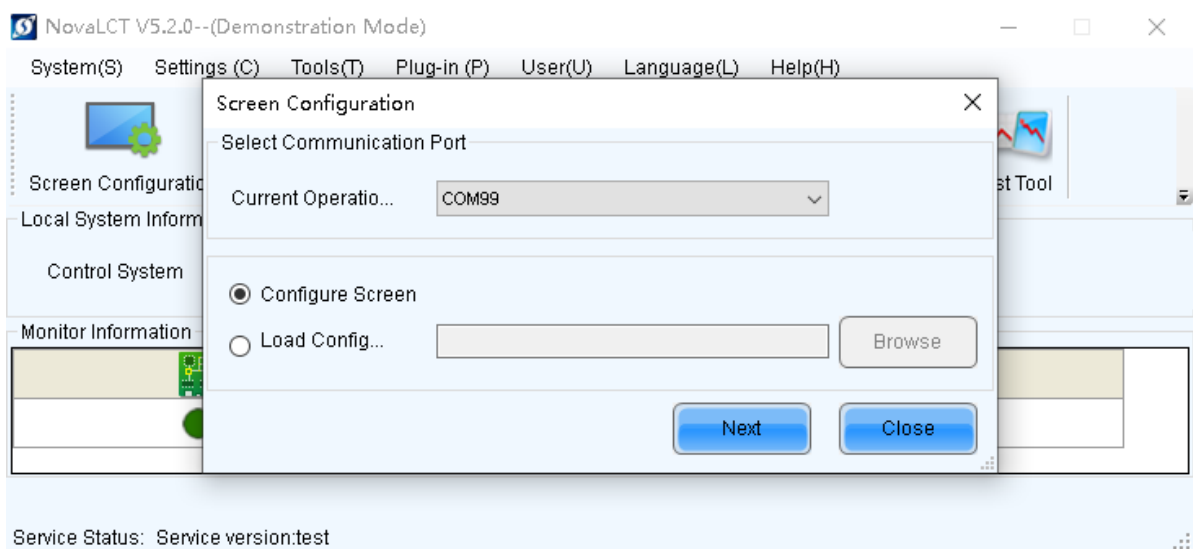 NovaLCT V5.2.0--(Demonstration Mode)
System(S) Settings (C) Tools(T) Plug-in (P) User(U) Language(L) Help(H)
Screen Configuration
Select Communication Port
Current Operatio... COM99
Configure Screen
Load Config... Browse
Next Close
Screen Configuratio
st Tool
Local System Inform
Control System
Monitor Information
Service Status: Service version:test